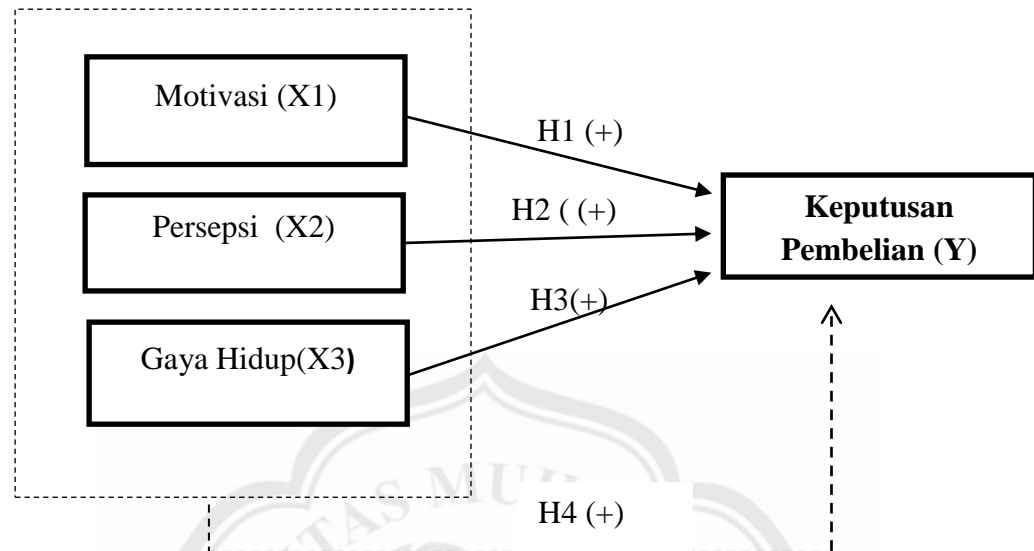 Motivasi (X1)
H1 (+)
Persepsi (X2)
H2 ( (+)
Keputusan
Pembelian (Y)
H3(+)
Gaya Hidup(X3)
H4 (+)